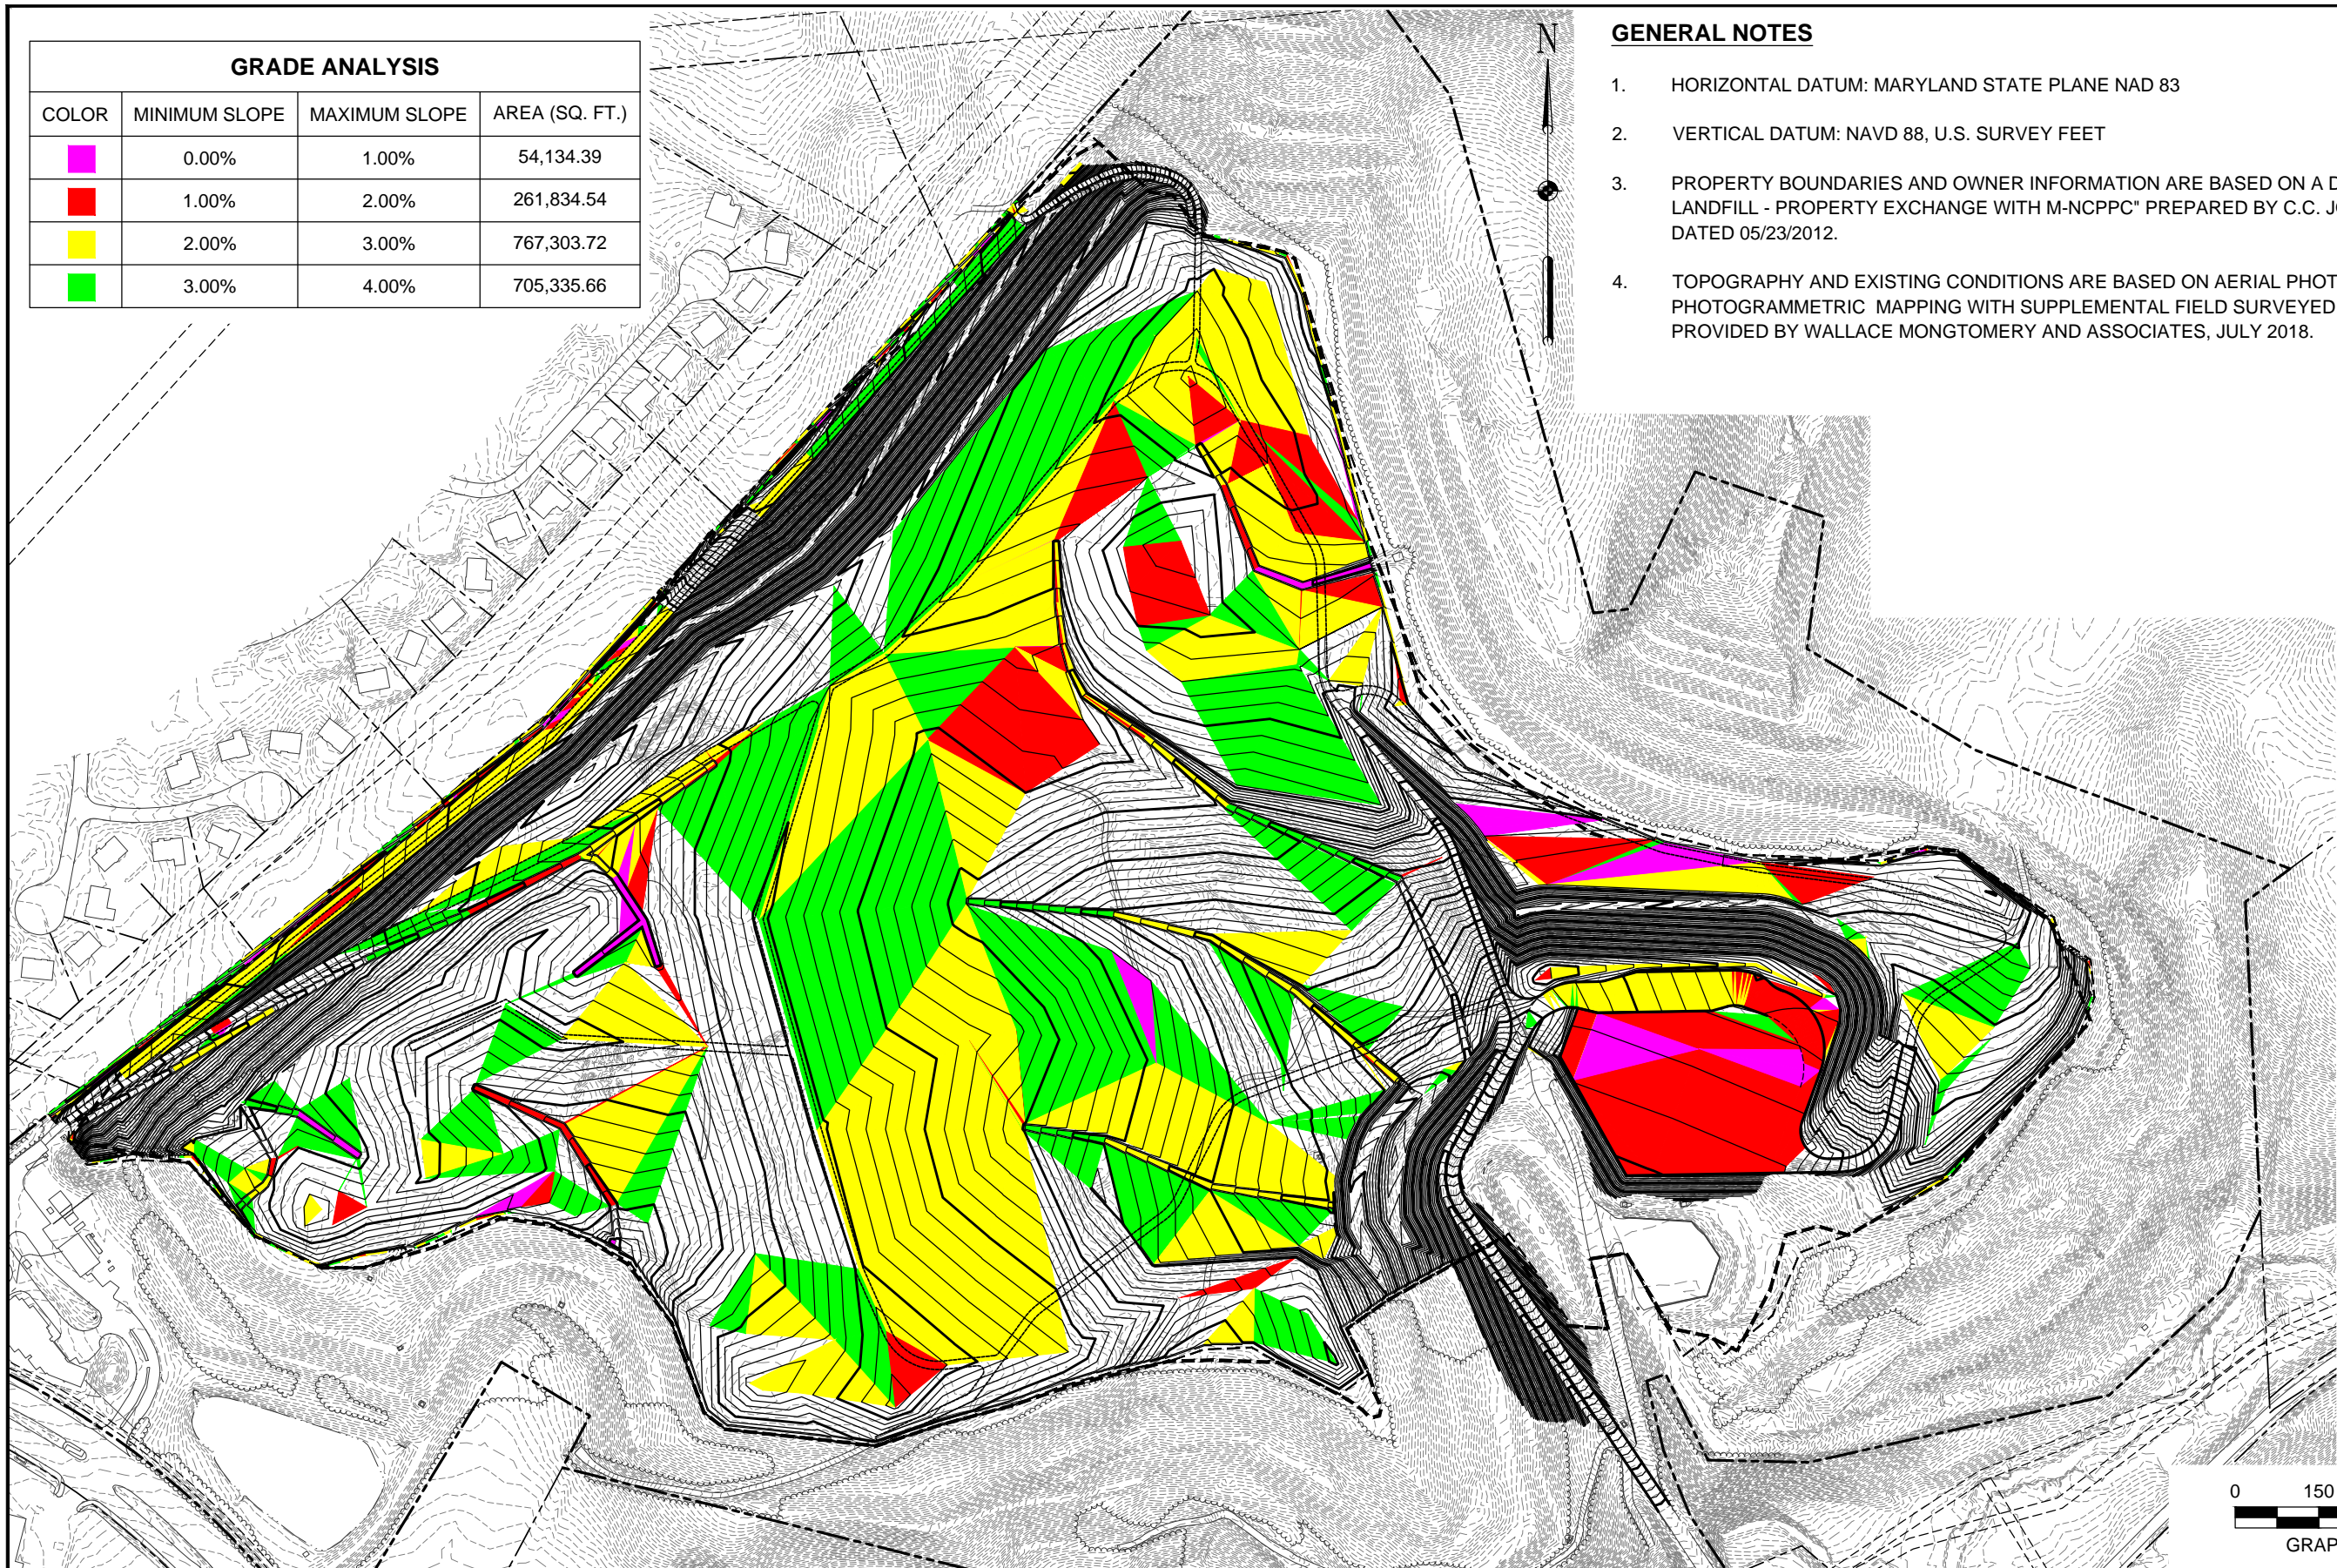 GRADE ANALYSIS
COLOR MINIMUM SLOPE MAXIMUM SLOPE AREA (SQ. FT.)
0.00% 1.00% 54,134.39
1.00% 2.00% 261,834.54
2.00% 3.00% 767,303.72
3.00% 4.00% 705,335.66
N
GENERAL NOTES
1. HORIZONTAL DATUM: MARYLAND STATE PLANE NAD 83
2. VERTICAL DATUM: NAVD 88, U.S. SURVEY FEET
3. PROPERTY BOUNDARIES AND OWNER INFORMATION ARE BASED ON A D
LANDFILL - PROPERTY EXCHANGE WITH M-NCPPC" PREPARED BY C.C. JO
DATED 05/23/2012.
4. TOPOGRAPHY AND EXISTING CONDITIONS ARE BASED ON AERIAL PHOT
PHOTOGRAMMETRIC MAPPING WITH SUPPLEMENTAL FIELD SURVEYED
PROVIDED BY WALLACE MONGTOMERY AND ASSOCIATES, JULY 2018.
0 150
GRAP